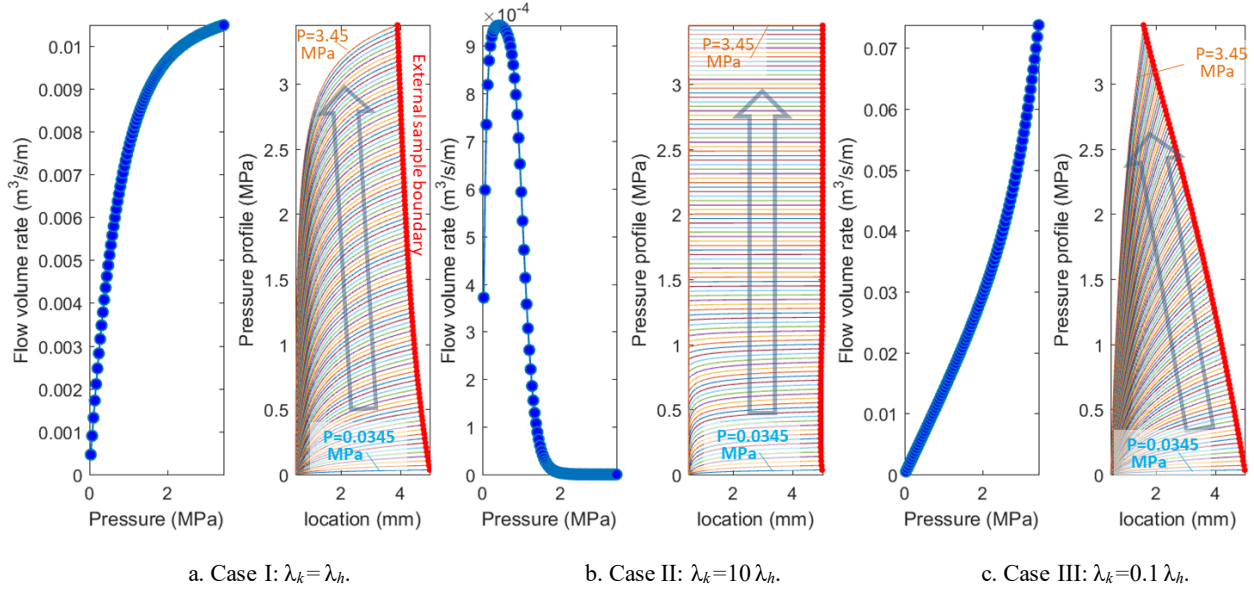 Flow volume rate (m³/s/m)
0.01
0.009
0.008
0.007
0.006
0.005
0.004
0.003
0.002
0.001
0
0
2
Pressure (MPa)
Pressure profile (MPa)
3
2.5
2
1.5
1
0.5
0
2
4
location (mm)
P=3.45
MPa
External sample boundary
P=0.0345
MPa
a. Case I: λk= λh.
×10⁻⁴
Flow volume rate (m³/s/m)
9
8
7
6
5
4
3
2
1
0
0
2
Pressure (MPa)
Pressure profile (MPa)
3
2.5
2
1.5
1
0.5
0
2
4
location (mm)
P=3.45
MPa
P=0.0345
MPa
b. Case II: λk=10 λh.
Flow volume rate (m³/s/m)
0.07
0.06
0.05
0.04
0.03
0.02
0.01
0
0
2
Pressure (MPa)
Pressure profile (MPa)
3
2.5
2
1.5
1
0.5
0
2
4
location (mm)
P=3.45
MPa
P=0.0345
MPa
c. Case III: λk=0.1 λh.